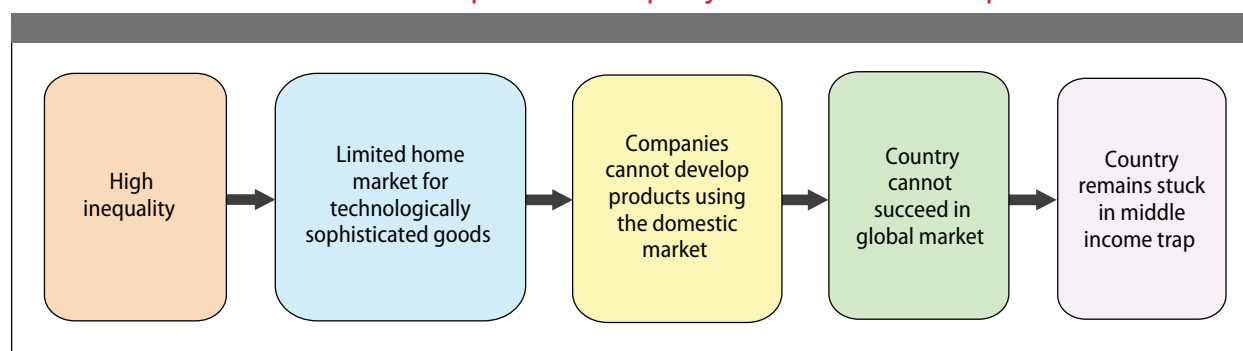 High
inequality
Limited home
market for
technologically
sophisticated goods
Companies
cannot develop
products using
the domestic
market
Country
cannot
succeed in
global market
Country
remains stuck
in middle
income trap